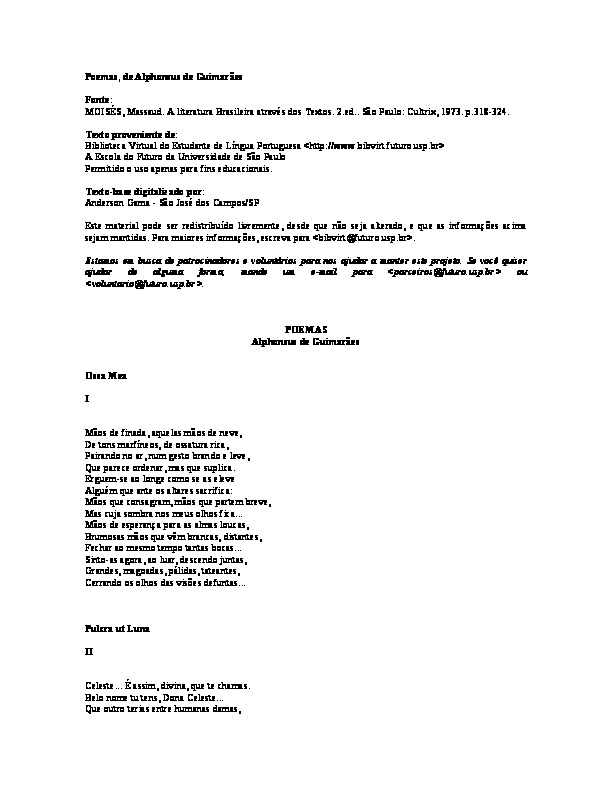 Poemas, de Alphonsus de Guimarães
Fonte:
MOISÉS, Massaud. A literatura Brasileira através dos Textos. 2.ed.. São Paulo: Cultrix, 1973. p.318-324.
Texto proveniente de:
Biblioteca Virtual do Estudante de Língua Portuguesa <http://www.bibvirt.futuro.usp.br>
A Escola do Futuro da Universidade de São Paulo
Permitido o uso apenas para fins educacionais.
Texto-base digitalizado por:
Anderson Gama - São José dos Campos/SP
Este material pode ser redistribuído livremente, desde que não seja alterado, e que as informações acima
sejam mantidas. Para maiores informações, escreva para <bibvirt@futuro.usp.br>.
Estamos em busca de patrocinadores e voluntários para nos ajudar a manter este projeto. Se você quiser
ajudar de alguma forma, mande um e-mail para <parceiros@futuro.usp.br> ou
<voluntario@futuro.usp.br>.
POEMAS
Alphonsus de Guimarães
Ossa Mea
I
Mãos de finada, aquelas mãos de neve,
De tons marfíneos, de ossatura rica,
Pairando no ar, num gesto brando e leve,
Que parece ordenar, mas que suplica.
Erguem-se ao longe como se as eleve
Alguém que ante os altares sacrifica:
Mãos que consagram, mãos que partem breve,
Mas cuja sombra nos meus olhos fica...
Mãos de esperança para as almas loucas,
Brumosas mãos que vêm brancas, distantes,
Fechar ao mesmo tempo tantas bocas...
Sinto-as agora, ao luar, descendo juntas,
Grandes, magoadas, pálidas, tateantes,
Cerrando os olhos das visões defuntas...
Pulcra ut Luna
II
Celeste... É assim, divina, que te chamas.
Belo nome tu tens, Dona Celeste...
Que outro terias entre humanas damas,